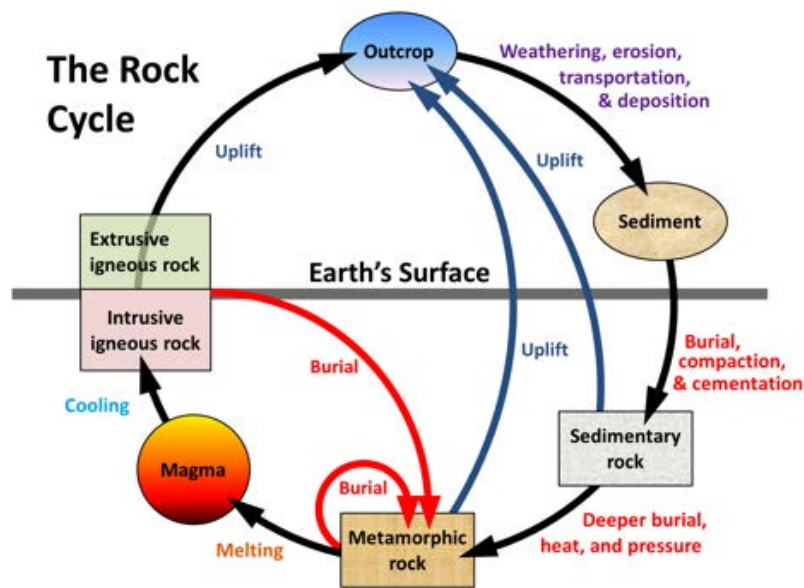 The Rock
Cycle
Outcrop
Weathering, erosion,
transportation,
& deposition
Uplift
Uplift
Sediment
Extrusive
igneous rock
Earth's Surface
Intrusive
igneous rock
Uplift
Burial,
compaction,
& cementation
Burial
Cooling
Sedimentary
rock
Magma
Burial
Deeper burial,
heat, and pressure
Melting
Metamorphic
rock